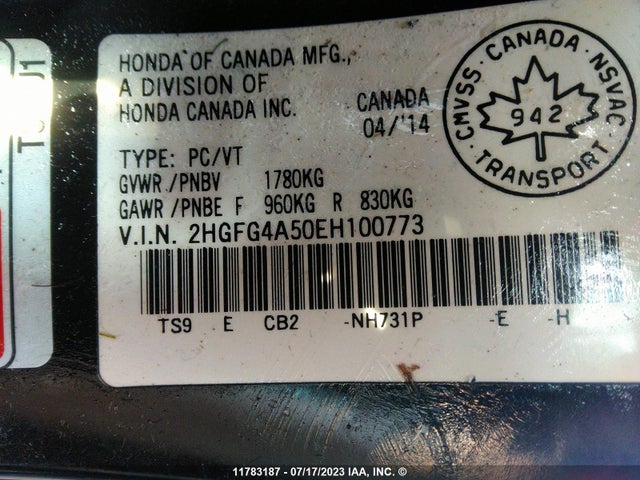 HONDA OF CANADA MFG.,
A DIVISION OF
HONDA CANADA INC.
CANADA
04/'14
TYPE: PC/VT
GVWR/PNBV 1780KG
GAWR/PNBE F 960KG R 830KG
V.I.N. 2HGFG4A50EH100773
TS9 E CB2 -NH731P -E -H
CMVSS · CANADA · NSVAC
942
· TRANSPORT ·
11783187 - 07/17/2023 IAA, INC. ©